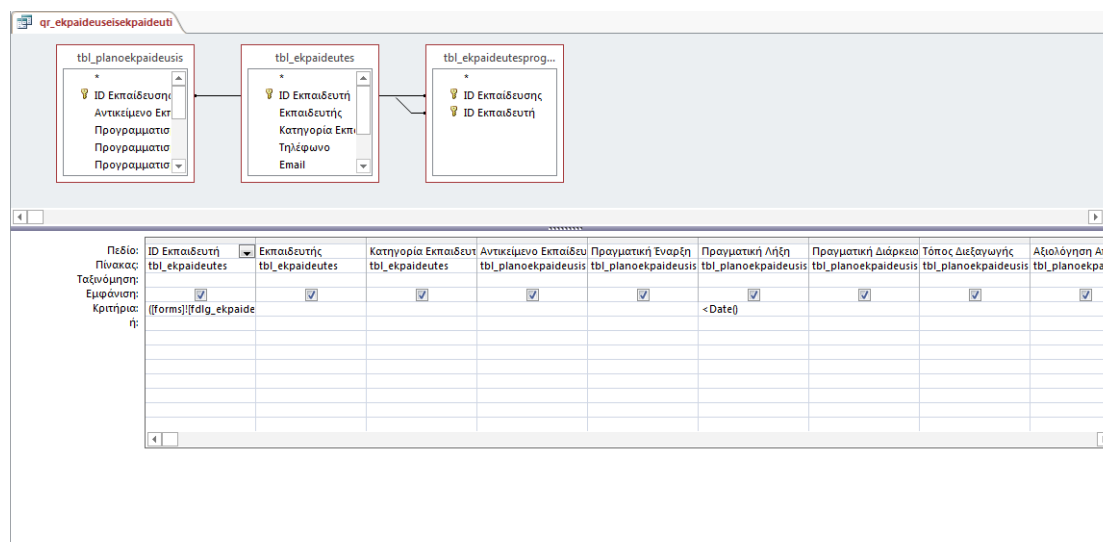 qr_ekpaideuseisekpaideuti
tbl_planoekpaideusis
*
ID Εκπαίδευσης
Αντικείμενο Εκπ
Προγραμματισ
Προγραμματισ
Προγραμματισ
tbl_ekpaideutes
*
ID Εκπαιδευτή
Εκπαιδευτής
Κατηγορία Εκπα
Τηλέφωνο
Email
tbl_ekpaideutesprog...
*
ID Εκπαίδευσης
ID Εκπαιδευτή
Πεδίο: ID Εκπαιδευτή Εκπαιδευτής Κατηγορία Εκπαιδευτ Αντικείμενο Εκπαίδευ Πραγματική Έναρξη Πραγματική Λήξη Πραγματική Διάρκεια Τόπος Διεξαγωγής Αξιολόγηση Απ
Πίνακας: tbl_ekpaideutes tbl_ekpaideutes tbl_ekpaideutes tbl_planoekpaideusis tbl_planoekpaideusis tbl_planoekpaideusis tbl_planoekpaideusis tbl_planoekpaideusis tbl_planoekpa
Ταξινόμηση:
Εμφάνιση:
Κριτήρια: ([forms]![fdlg_ekpaide <Date()
ή: